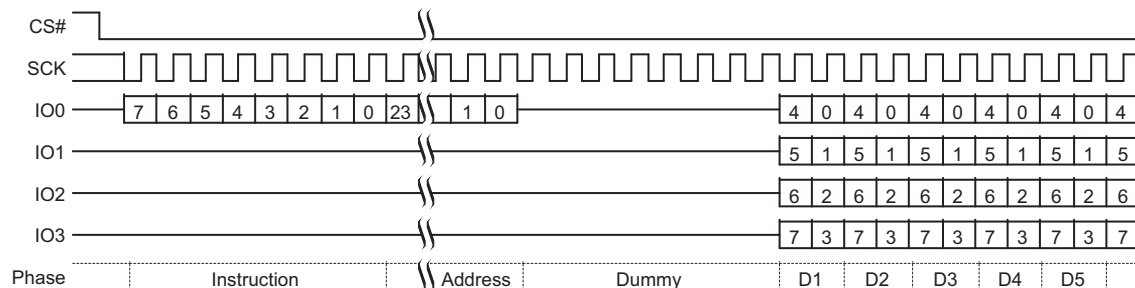 CS#
SCK
IO0 7 6 5 4 3 2 1 0 23 1 0 4 0 4 0 4 0 4 0 4 0 4
IO1 5 1 5 1 5 1 5 1 5 1 5
IO2 6 2 6 2 6 2 6 2 6 2 6
IO3 7 3 7 3 7 3 7 3 7 3 7
Phase Instruction Address Dummy D1 D2 D3 D4 D5